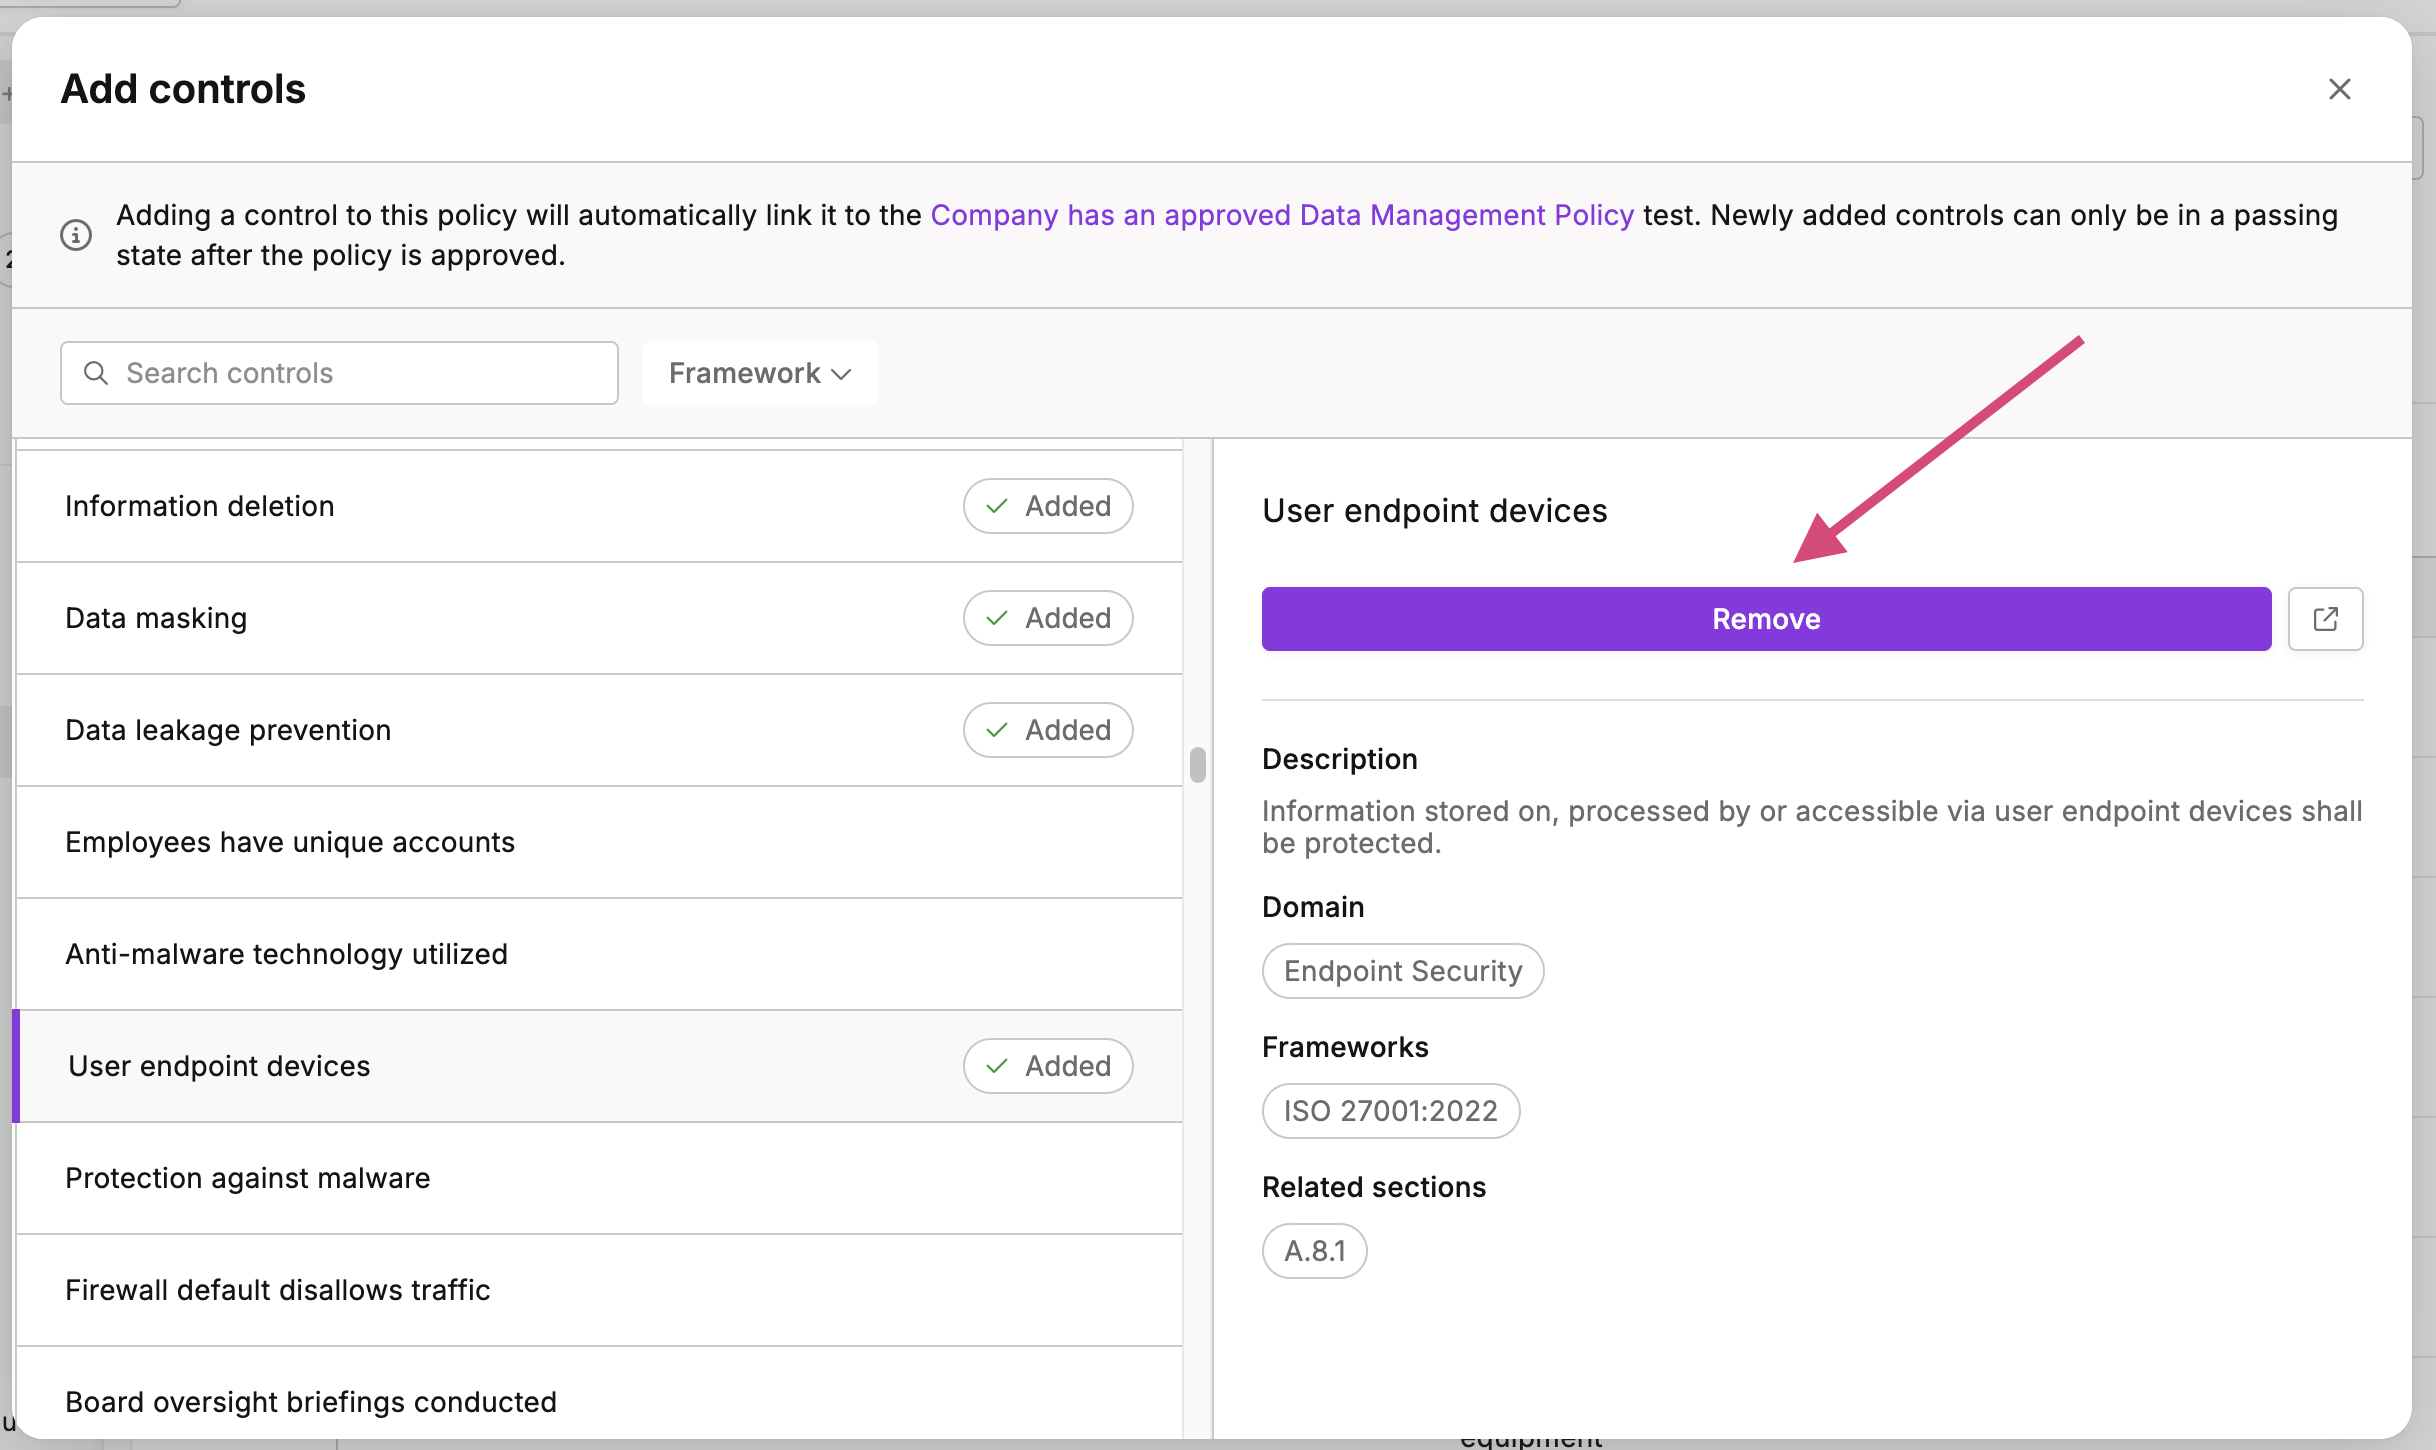 Add controls
Adding a control to this policy will automatically link it to the Company has an approved Data Management Policy test. Newly added controls can only be in a passing
state after the policy is approved.
Search controls
Framework
Information deletion
Added
Data masking
Added
Data leakage prevention
Added
Employees have unique accounts
Anti-malware technology utilized
User endpoint devices
Added
Protection against malware
Firewall default disallows traffic
Board oversight briefings conducted
User endpoint devices
Remove
Description
Information stored on, processed by or accessible via user endpoint devices shall
be protected.
Domain
Endpoint Security
Frameworks
ISO 27001:2022
Related sections
A.8.1
equipment